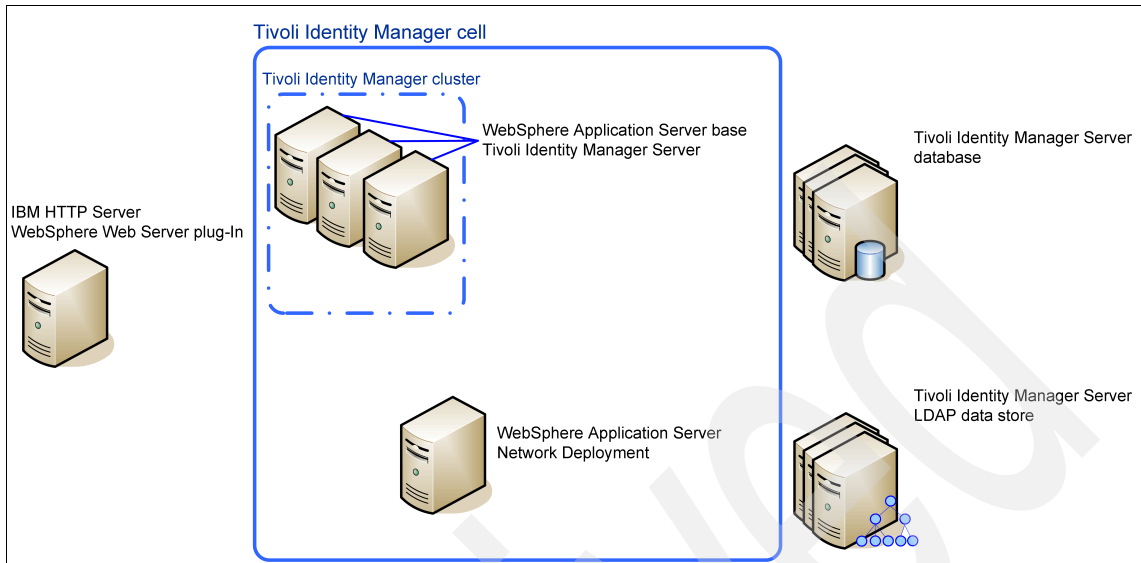 Tivoli Identity Manager cell
Tivoli Identity Manager cluster
WebSphere Application Server base
Tivoli Identity Manager Server
Tivoli Identity Manager Server
database
IBM HTTP Server
WebSphere Web Server plug-In
Tivoli Identity Manager Server
LDAP data store
WebSphere Application Server
Network Deployment